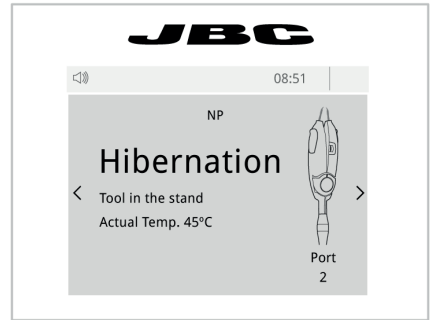 JBC
08:51
NP
Hibernation
Tool in the stand
Actual Temp. 45ºC
Port
2